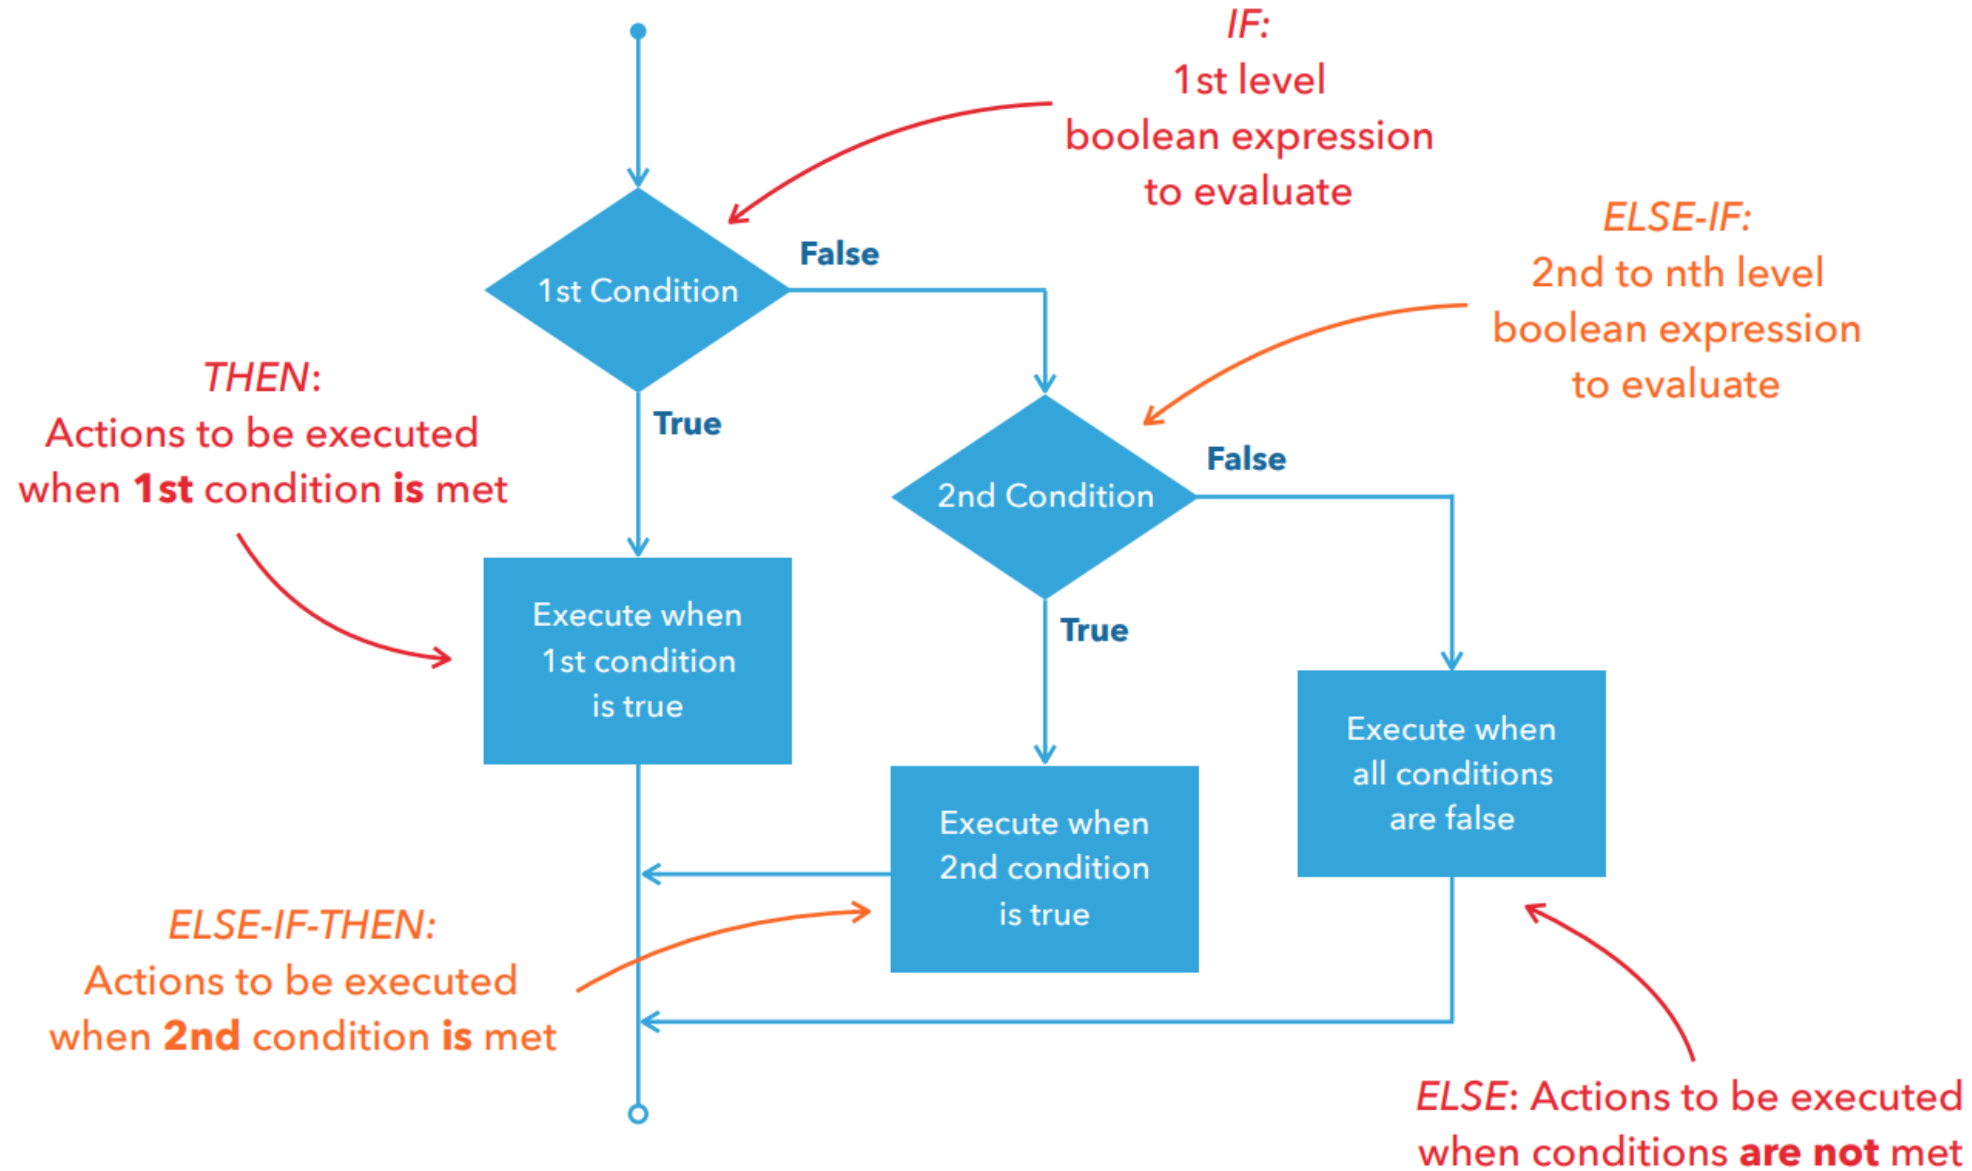 IF:
1st level
boolean expression
to evaluate
ELSE-IF:
2nd to nth level
boolean expression
to evaluate
False
1st Condition
THEN:
Actions to be executed
when 1st condition is met
True
False
2nd Condition
Execute when
1st condition
is true
True
Execute when
all conditions
are false
Execute when
2nd condition
is true
ELSE-IF-THEN:
Actions to be executed
when 2nd condition is met
ELSE: Actions to be executed
when conditions are not met